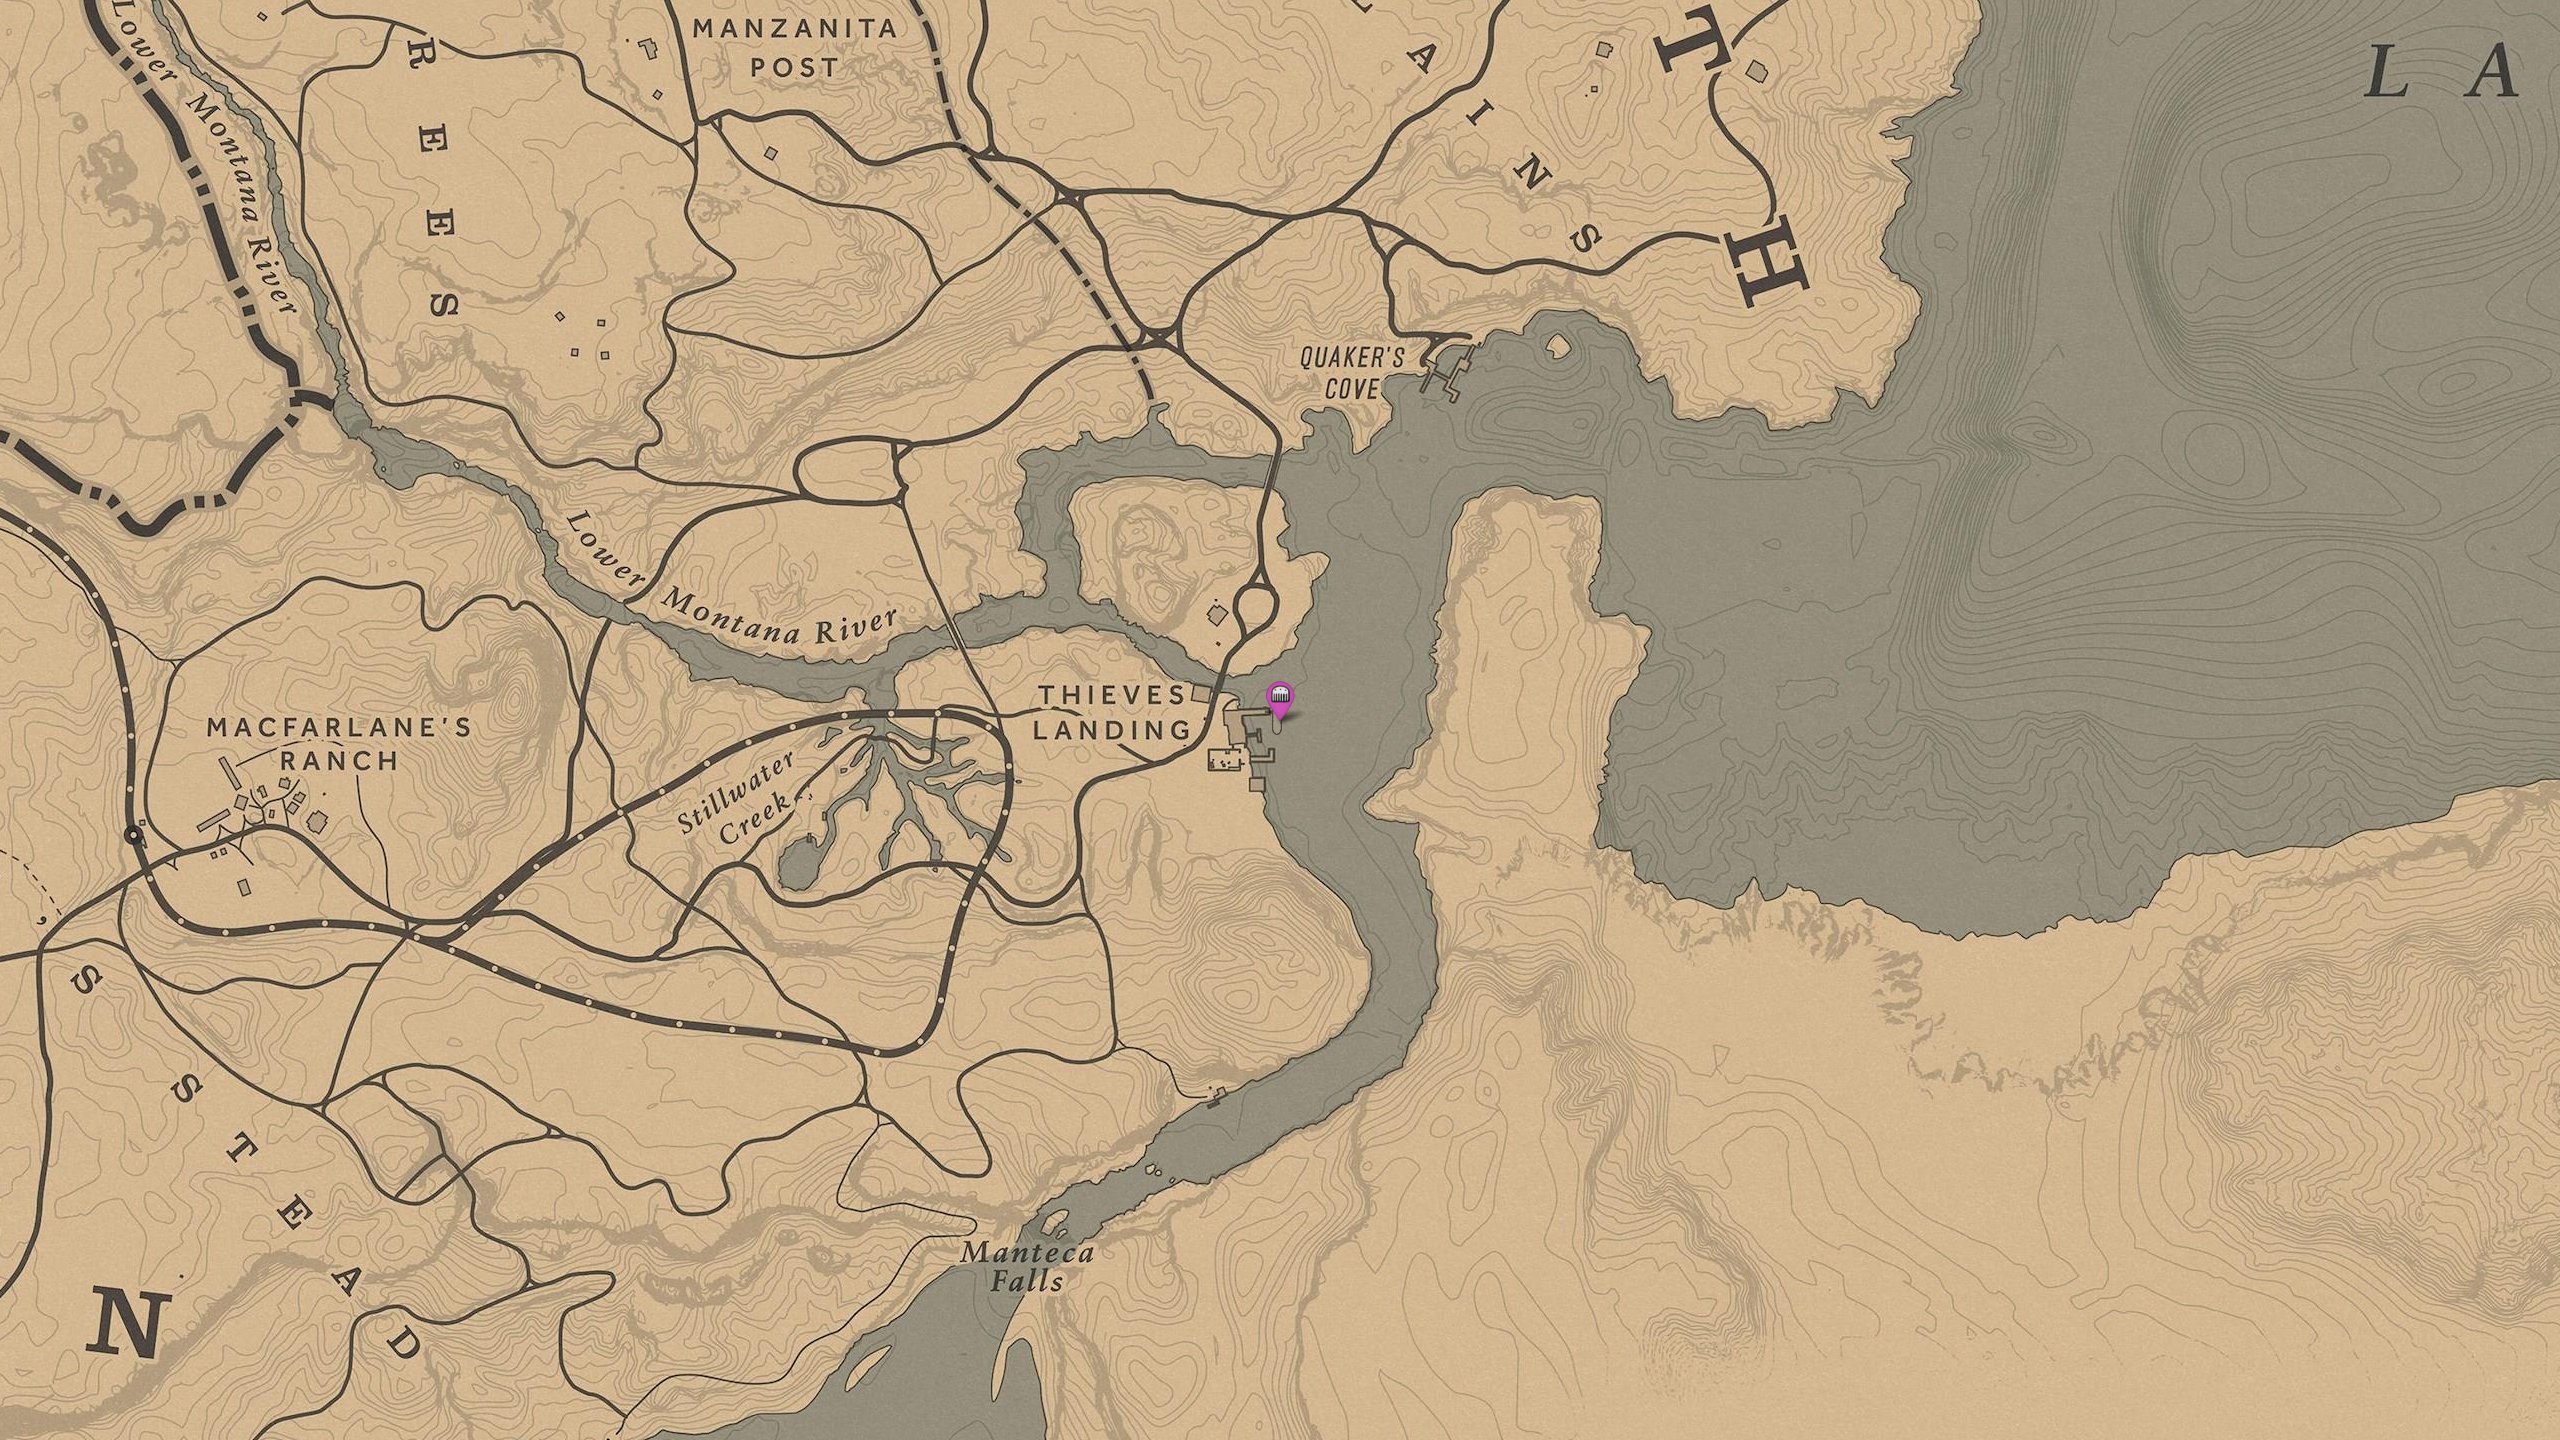 Lower Montana River
MANZANITA
POST
R E E S
L A I N S
T H
L A
QUAKER'S
COVE
Lower Montana River
THIEVES
LANDING
MACFARLANE'S
RANCH
Stillwater
Creek
S S T E A D
N
Manteca
Falls